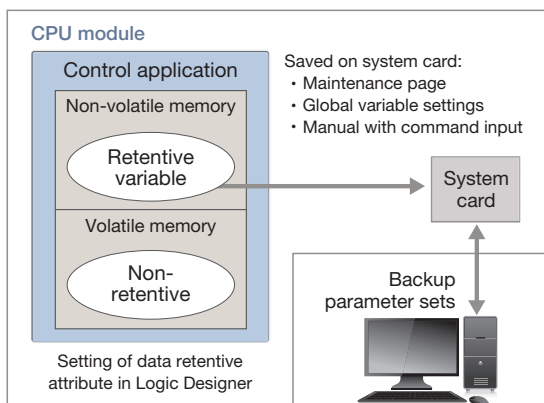 CPU module
Control application
Non-volatile memory
Retentive
variable
Volatile memory
Non-
retentive
Setting of data retentive
attribute in Logic Designer
Saved on system card:
• Maintenance page
• Global variable settings
• Manual with command input
System
card
Backup
parameter sets